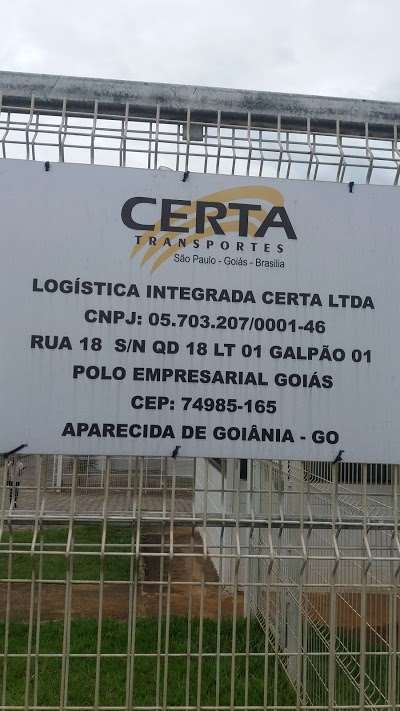 CERTA
TRANSPORTES
São Paulo - Goiás - Brasilia
LOGÍSTICA INTEGRADA CERTA LTDA
CNPJ: 05.703.207/0001-46
RUA 18 S/N QD 18 LT 01 GALPÃO 01
POLO EMPRESARIAL GOIÁS
CEP: 74985-165
APARECIDA DE GOIÂNIA - GO